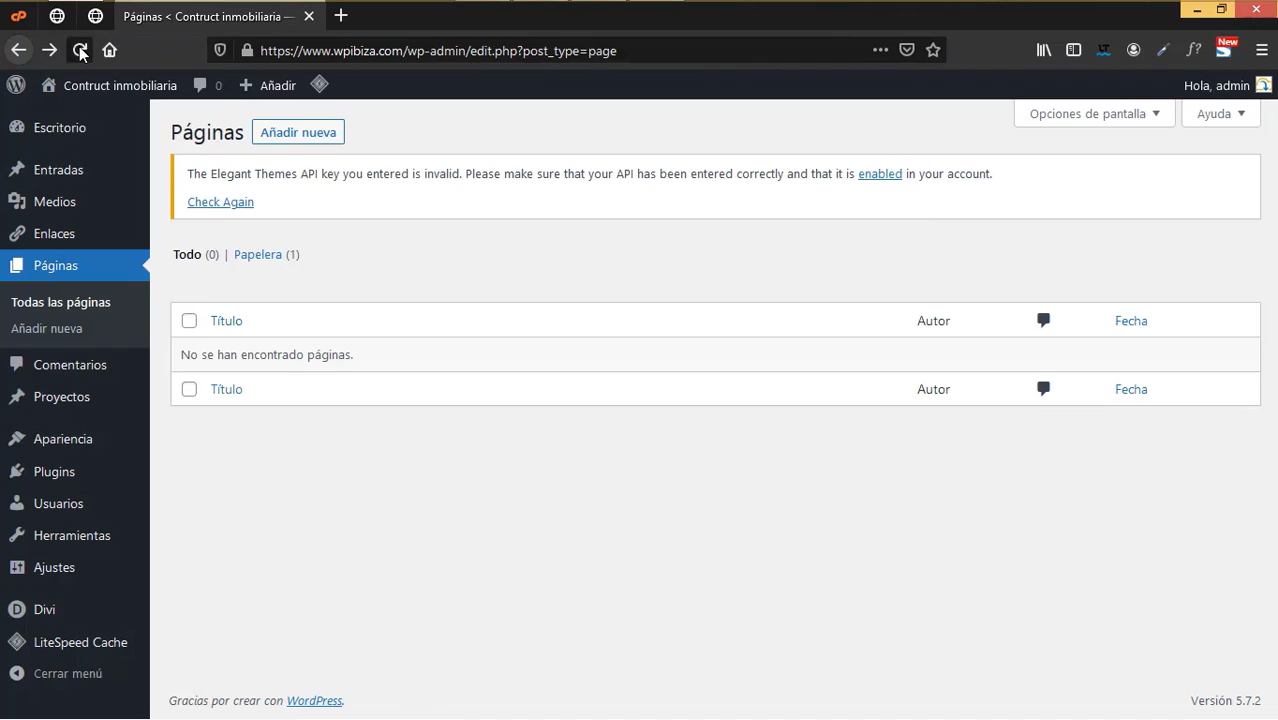 Páginas < Contruct inmobiliaria —
https://www.wpibiza.com/wp-admin/edit.php?post_type=page
New
Contruct inmobiliaria
0
Añadir
Hola, admin
Escritorio
Entradas
Medios
Enlaces
Páginas
Todas las páginas
Añadir nueva
Comentarios
Proyectos
Apariencia
Plugins
Usuarios
Herramientas
Ajustes
Divi
LiteSpeed Cache
Cerrar menú
Opciones de pantalla
Ayuda
Páginas
Añadir nueva
The Elegant Themes API key you entered is invalid. Please make sure that your API has been entered correctly and that it is enabled in your account.
Check Again
Todo (0) | Papelera (1)
Título Autor Fecha
No se han encontrado páginas.
Título Autor Fecha
Gracias por crear con WordPress.
Versión 5.7.2